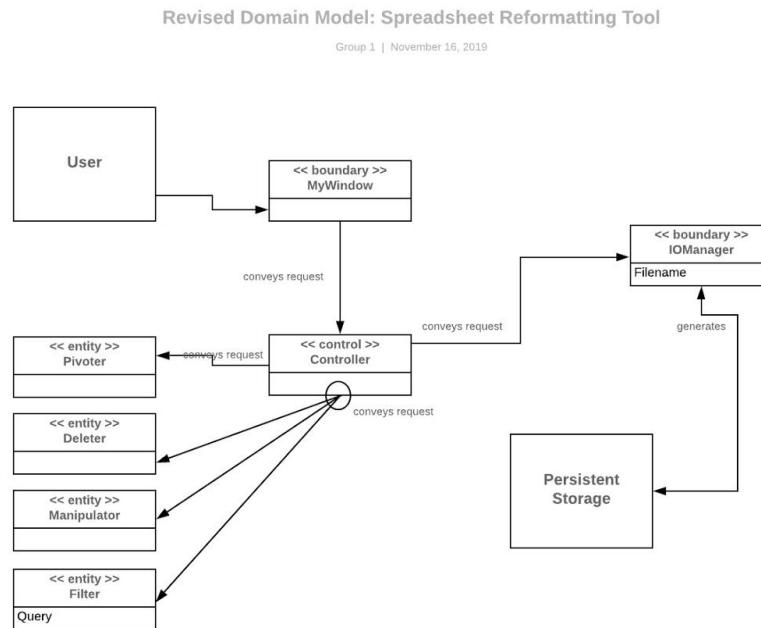 Revised Domain Model: Spreadsheet Reformatting Tool
Group 1 | November 16, 2019
User
<< boundary >>
MyWindow
<< boundary >>
IOManager
Filename
conveys request
conveys request
generates
<< control >>
Controller
conveys request
<< entity >>
Pivoter
conveys request
<< entity >>
Deleter
Persistent
Storage
<< entity >>
Manipulator
<< entity >>
Filter
Query